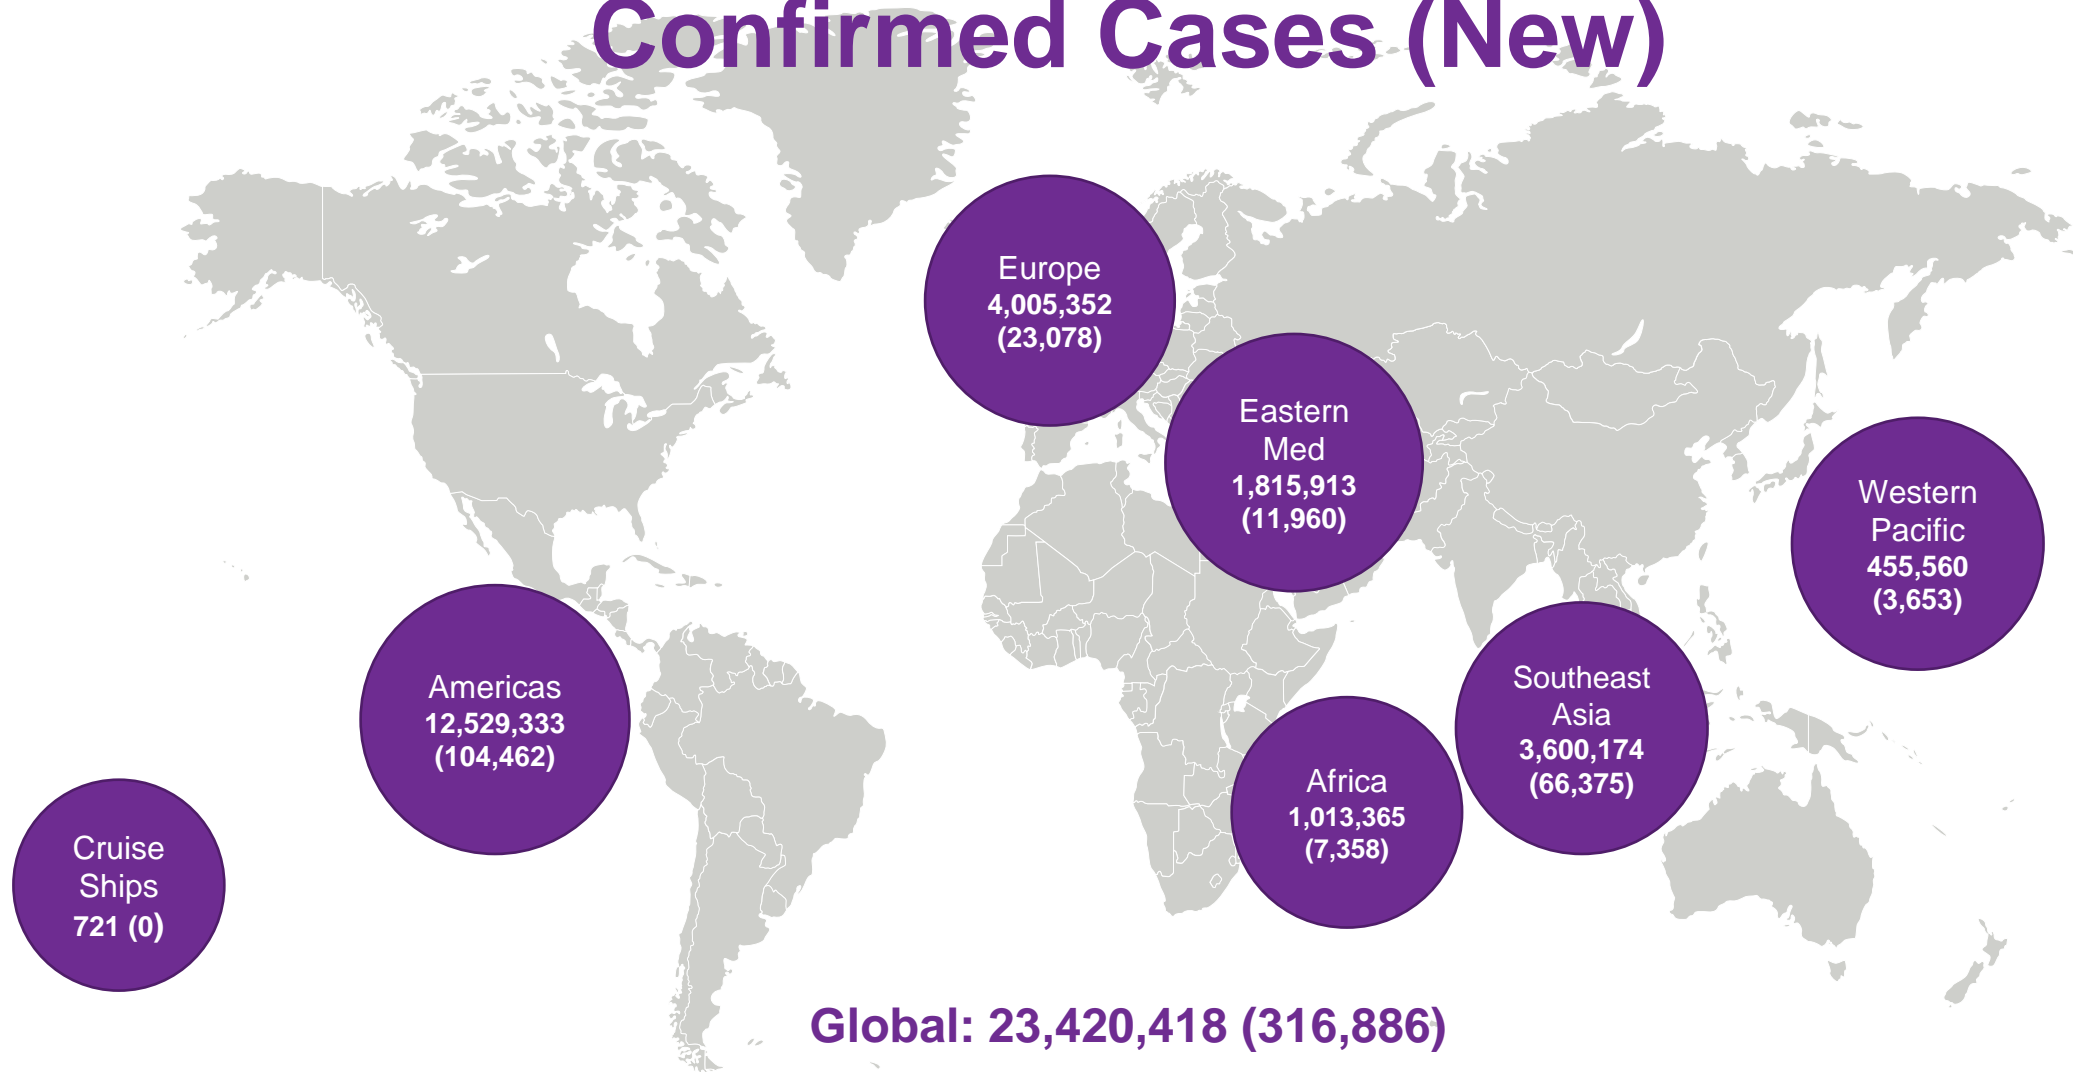 Confirmed Cases (New)
Europe
4,005,352
(23,078)
Eastern
Med
1,815,913
(11,960)
Western
Pacific
455,560
(3,653)
Americas
12,529,333
(104,462)
Southeast
Asia
3,600,174
(66,375)
Africa
1,013,365
(7,358)
Cruise
Ships
721 (0)
Global: 23,420,418 (316,886)